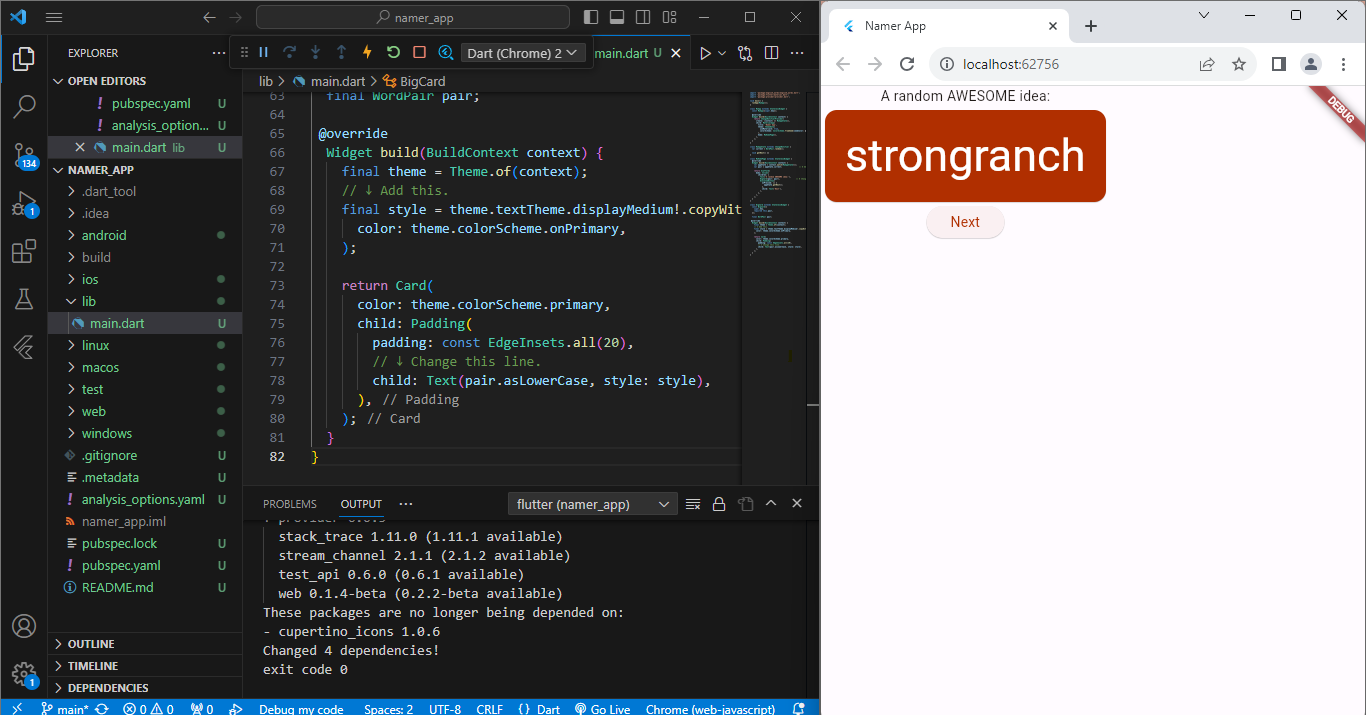 namer_app
EXPLORER
Dart (Chrome) 2
main.dart U
OPEN EDITORS
pubspec.yaml U
analysis_option... U
main.dart lib U
NAMER_APP
.dart_tool
.idea
android
build
ios
lib
main.dart U
linux
macos
test
web
windows
.gitignore U
.metadata U
analysis_options.yaml U
namer_app.iml
pubspec.lock U
pubspec.yaml U
README.md U
OUTLINE
TIMELINE
DEPENDENCIES
134
1
1
lib > main.dart > BigCard
63 final WordPair pair;
64
65 @override
66 Widget build(BuildContext context) {
67 final theme = Theme.of(context);
68 // ↓ Add this.
69 final style = theme.textTheme.displayMedium!.copyWit
70 color: theme.colorScheme.onPrimary,
71 );
72
73 return Card(
74 color: theme.colorScheme.primary,
75 child: Padding(
76 padding: const EdgeInsets.all(20),
77 // ↓ Change this line.
78 child: Text(pair.asLowerCase, style: style),
79 ), // Padding
80 ); // Card
81 }
82 }
PROBLEMS OUTPUT ... flutter (namer_app)
stack_trace 1.11.0 (1.11.1 available)
stream_channel 2.1.1 (2.1.2 available)
test_api 0.6.0 (0.6.1 available)
web 0.1.4-beta (0.2.2-beta available)
These packages are no longer being depended on:
- cupertino_icons 1.0.6
Changed 4 dependencies!
exit code 0
main* 0 0 0 Debug my code Spaces: 2 UTF-8 CRLF {} Dart Go Live Chrome (web-javascript)
Namer App
localhost:62756
A random AWESOME idea:
DEBUG
strongranch
Next